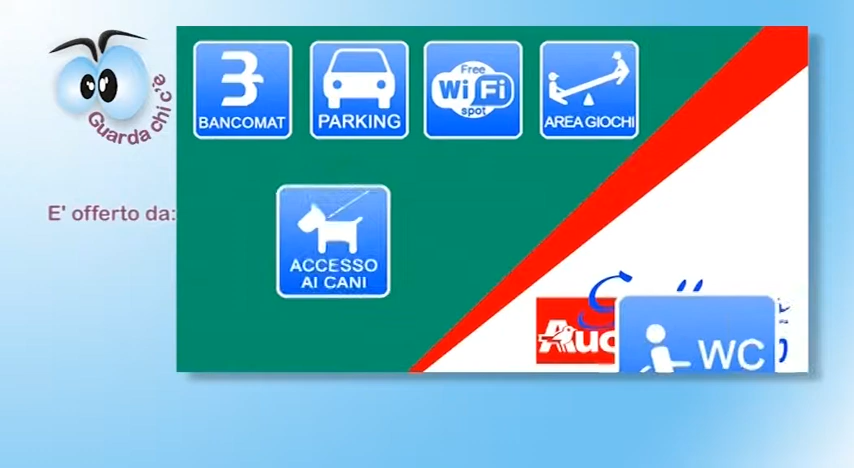 Guarda chi c'è
E' offerto da:
BANCOMAT
PARKING
Free
Wi Fi
spot
AREA GIOCHI
ACCESSO
AI CANI
WC